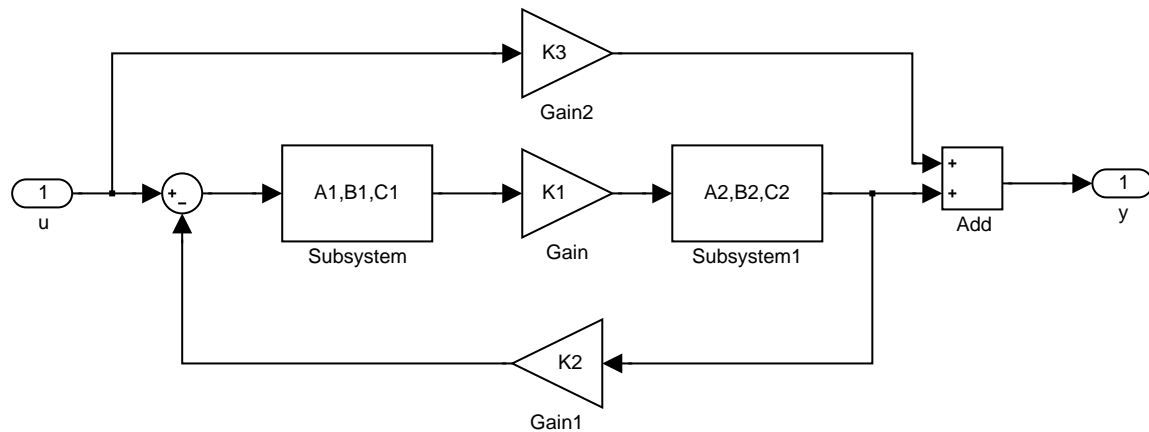 K3
Gain2
1
u
+
−
A1,B1,C1
Subsystem
K1
Gain
A2,B2,C2
Subsystem1
+
+
Add
1
y
K2
Gain1